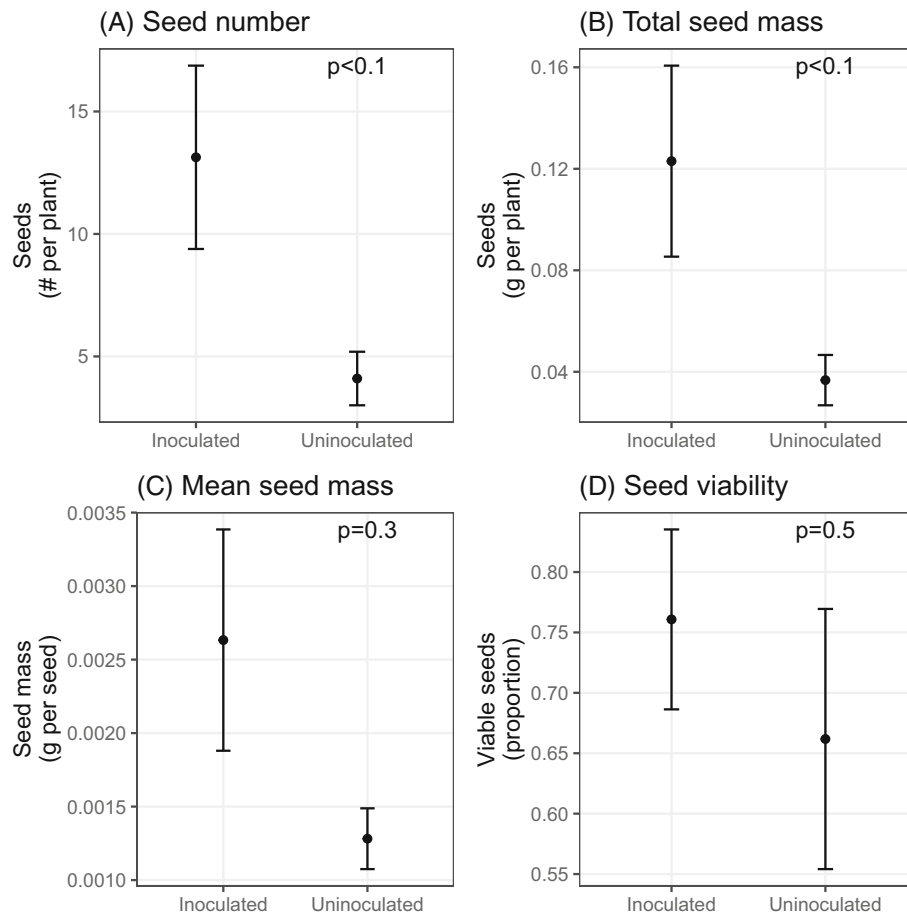 (A) Seed number
p<0.1
15
10
5
Seeds
(# per plant)
Inoculated
Uninoculated
(B) Total seed mass
p<0.1
0.16
0.12
0.08
0.04
Seeds
(g per plant)
Inoculated
Uninoculated
(C) Mean seed mass
p=0.3
0.0035
0.0030
0.0025
0.0020
0.0015
0.0010
Seed mass
(g per seed)
Inoculated
Uninoculated
(D) Seed viability
p=0.5
0.80
0.75
0.70
0.65
0.60
0.55
Viable seeds
(proportion)
Inoculated
Uninoculated